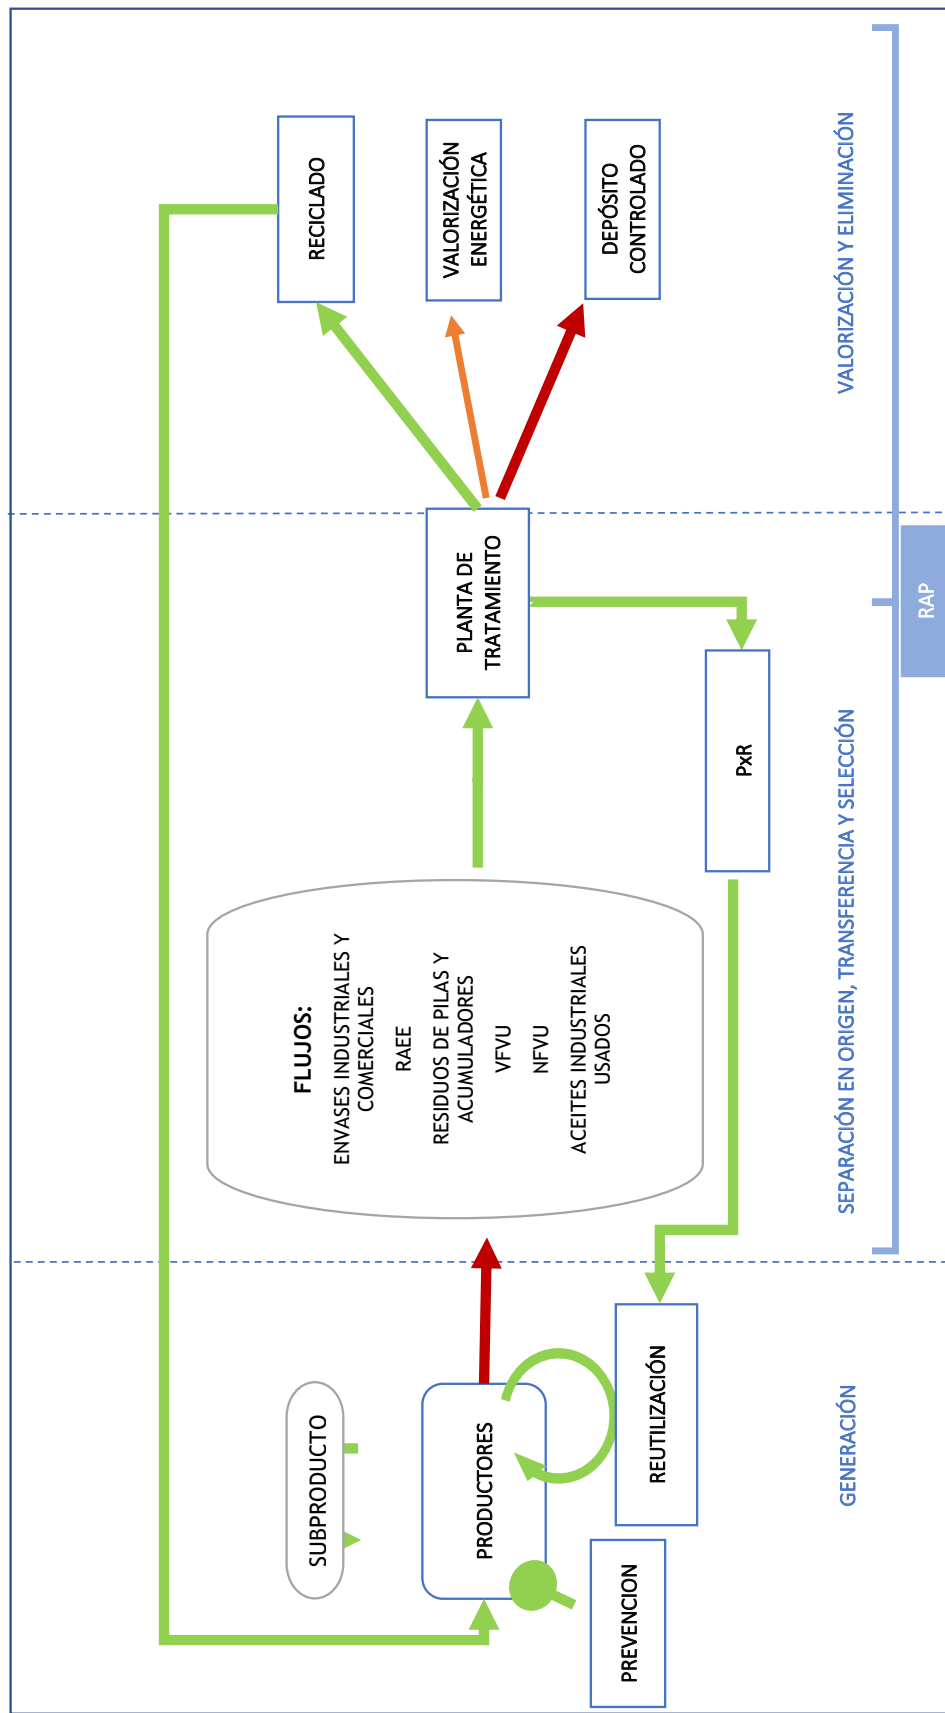 SUBPRODUCTO
PRODUCTORES
PREVENCION
REUTILIZACIÓN
GENERACIÓN
FLUJOS:
ENVASES INDUSTRIALES Y
COMERCIALES
RAEE
RESIDUOS DE PILAS Y
ACUMULADORES
VFVU
NFVU
ACEITES INDUSTRIALES
USADOS
PLANTA DE
TRATAMIENTO
PxR
SEPARACIÓN EN ORIGEN, TRANSFERENCIA Y SELECCIÓN
RECICLADO
VALORIZACIÓN
ENERGÉTICA
DEPÓSITO
CONTROLADO
VALORIZACIÓN Y ELIMINACIÓN
RAP